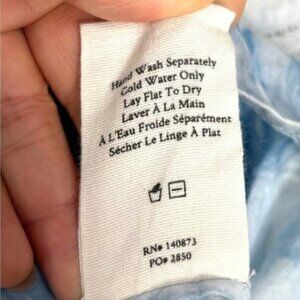 Hand Wash Separately
Cold Water Only
Lay Flat To Dry
Laver À La Main
À L'Eau Froide Séparément
Sécher Le Linge À Plat
RN# 140873
PO# 2850